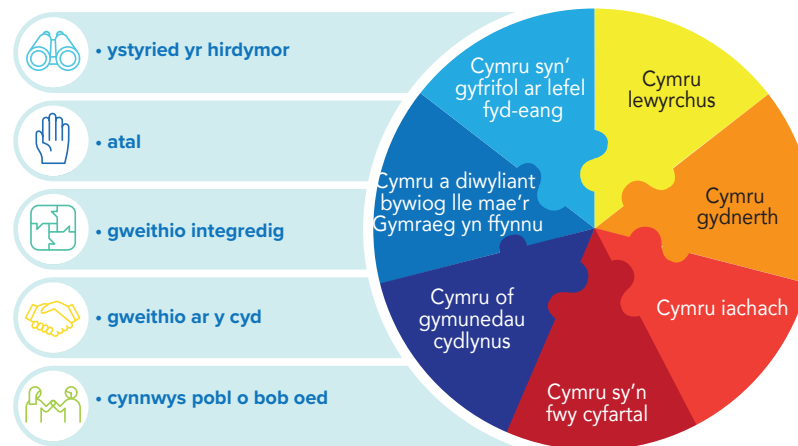 • ystyried yr hirdymor
• atal
• gweithio integredig
• gweithio ar y cyd
• cynnwys pobl o bob oed
Cymru syn'
gyfrifol ar lefel
fyd-eang
Cymru
lewyrchus
Cymru
gydnerth
Cymru iachach
Cymru sy'n
fwy cyfartal
Cymru of
gymunedau
cydlynus
Cymru a diwyliant
bywiog lle mae'r
Gymraeg yn ffynnu